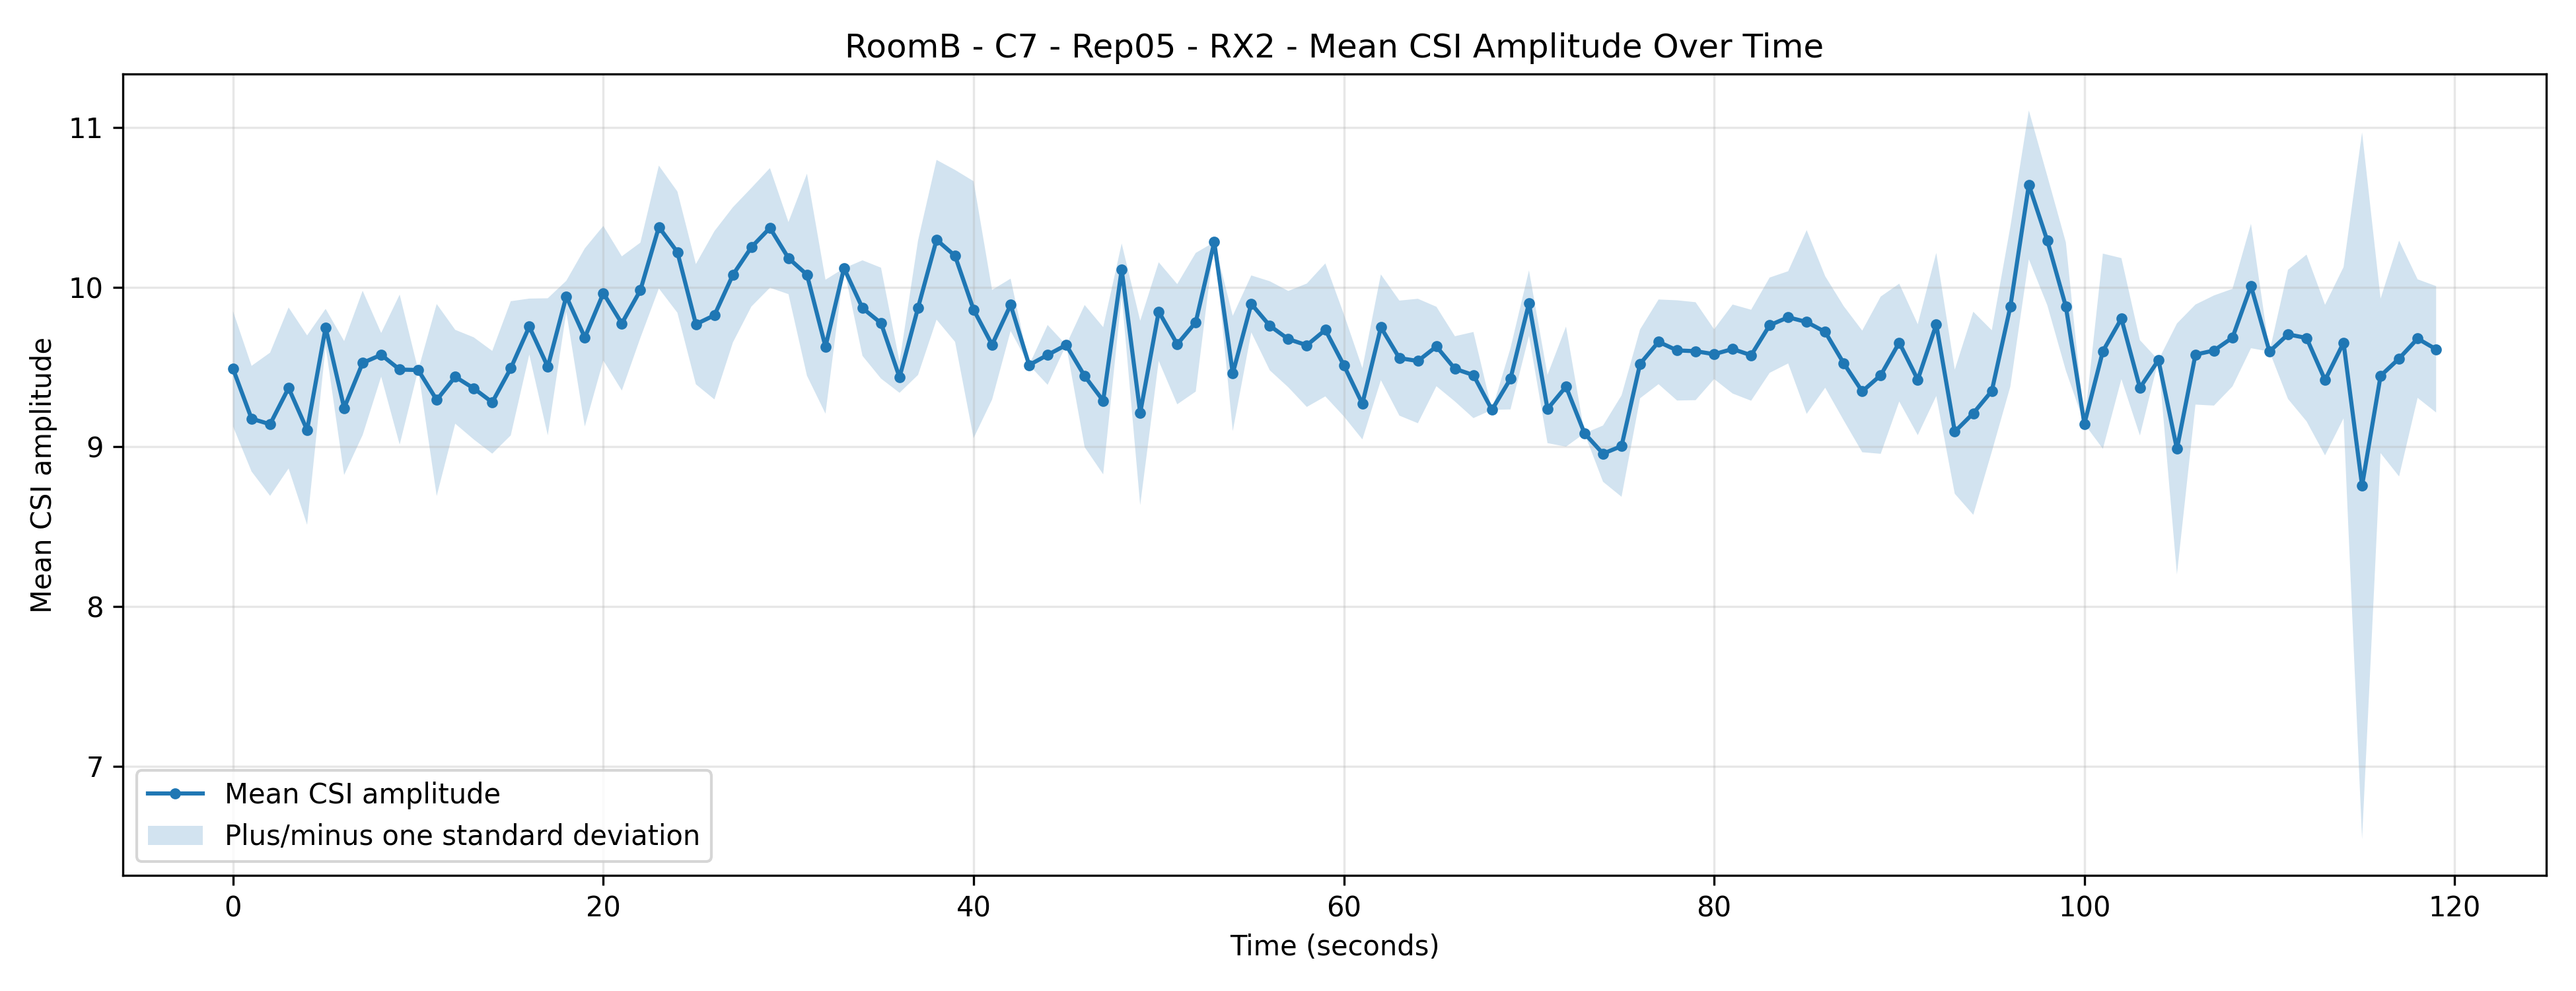 RoomB - C7 - Rep05 - RX2 - Mean CSI Amplitude Over Time
Mean CSI amplitude
11
10
9
8
7
Mean CSI amplitude
Plus/minus one standard deviation
0 20 40 60 80 100 120
Time (seconds)